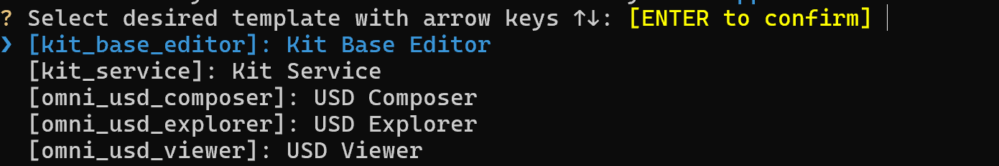 ? Select desired template with arrow keys ↑↓: [ENTER to confirm]
❯ [kit_base_editor]: Kit Base Editor
[kit_service]: Kit Service
[omni_usd_composer]: USD Composer
[omni_usd_explorer]: USD Explorer
[omni_usd_viewer]: USD Viewer